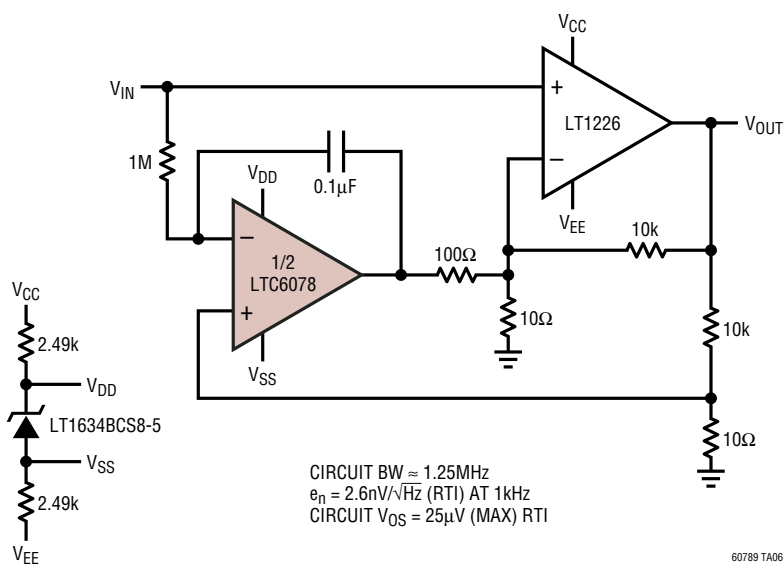 VCC
VIN
+
LT1226
VOUT
1M
−
0.1µF
VDD
VEE
10k
−
1/2
LTC6078
100Ω
+
10Ω
10k
VCC
2.49k
VSS
VDD
LT1634BCS8-5
10Ω
VSS
2.49k
CIRCUIT BW ≈ 1.25MHz
en = 2.6nV/√Hz (RTI) AT 1kHz
CIRCUIT VOS = 25µV (MAX) RTI
VEE
60789 TA06